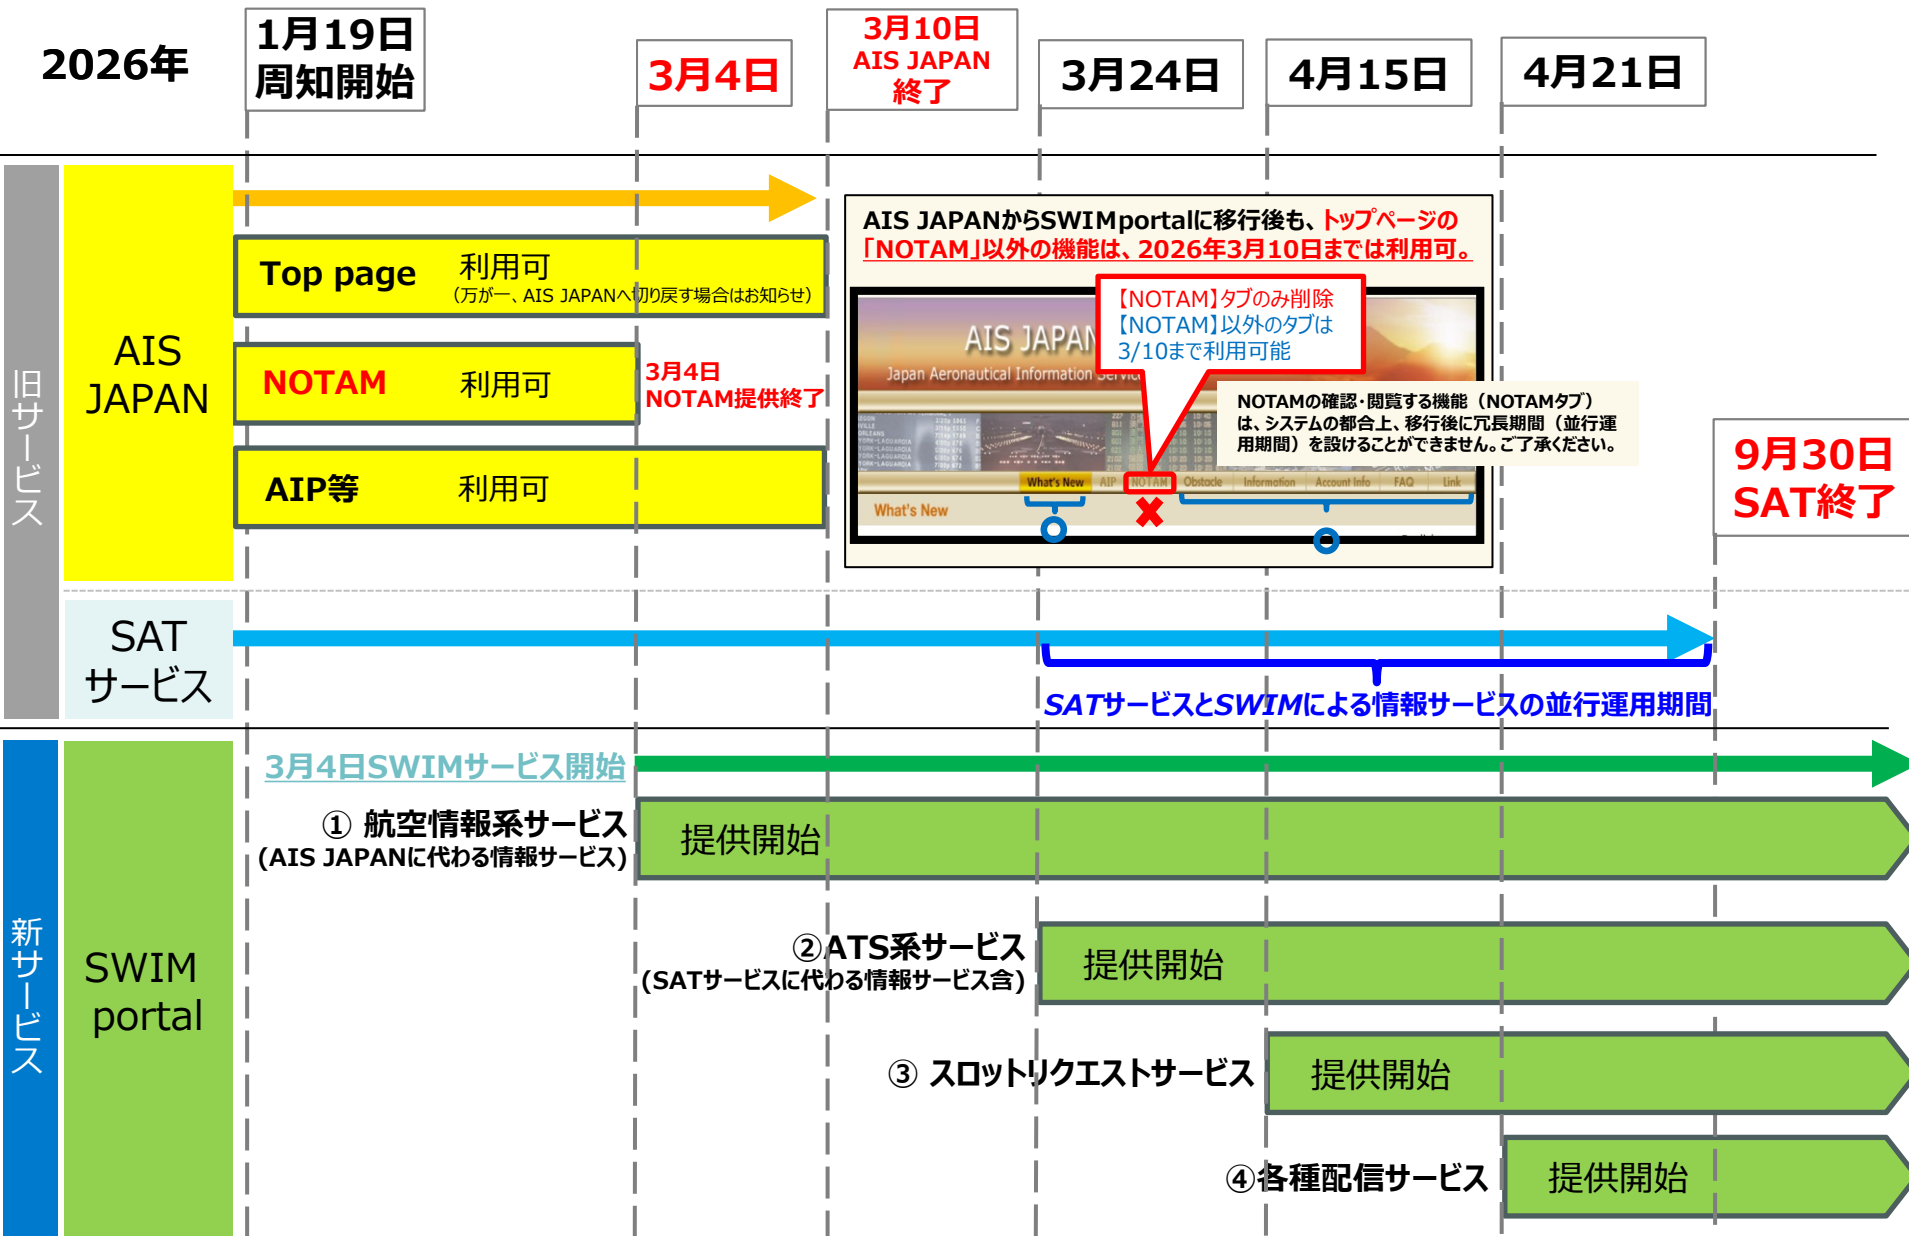 2026年
1月19日
周知開始
3月4日
3月10日
AIS JAPAN
終了
3月24日
4月15日
4月21日
9月30日
SAT終了
旧サービス
AIS
JAPAN
Top page
利用可
（万が一、AIS JAPANへ切り戻す場合はお知らせ）
NOTAM
利用可
3月4日
NOTAM提供終了
AIP等
利用可
AIS JAPANからSWIMportalに移行後も、トップページの
「NOTAM」以外の機能は、2026年3月10日までは利用可。
【NOTAM】タブのみ削除
【NOTAM】以外のタブは
3/10まで利用可能
AIS JAPAN
Japan Aeronautical Information Service
NOTAMの確認・閲覧する機能（NOTAMタブ）
は、システムの都合上、移行後に冗長期間（並行運
用期間）を設けることができません。ご了承ください。
What's New AIP NOTAM Obstacle Information Account Info FAQ Link
What's New
SAT
サービス
SATサービスとSWIMによる情報サービスの並行運用期間
新サービス
SWIM
portal
3月4日SWIMサービス開始
① 航空情報系サービス
(AIS JAPANに代わる情報サービス)
提供開始
②ATS系サービス
(SATサービスに代わる情報サービス含)
提供開始
③ スロットリクエストサービス
提供開始
④各種配信サービス
提供開始